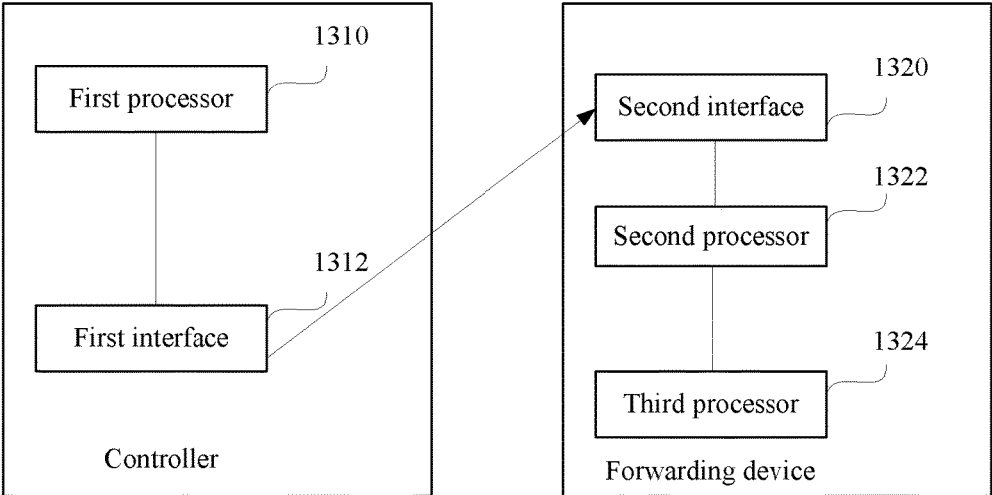 1310
First processor
1312
First interface
Controller
1320
Second interface
1322
Second processor
1324
Third processor
Forwarding device